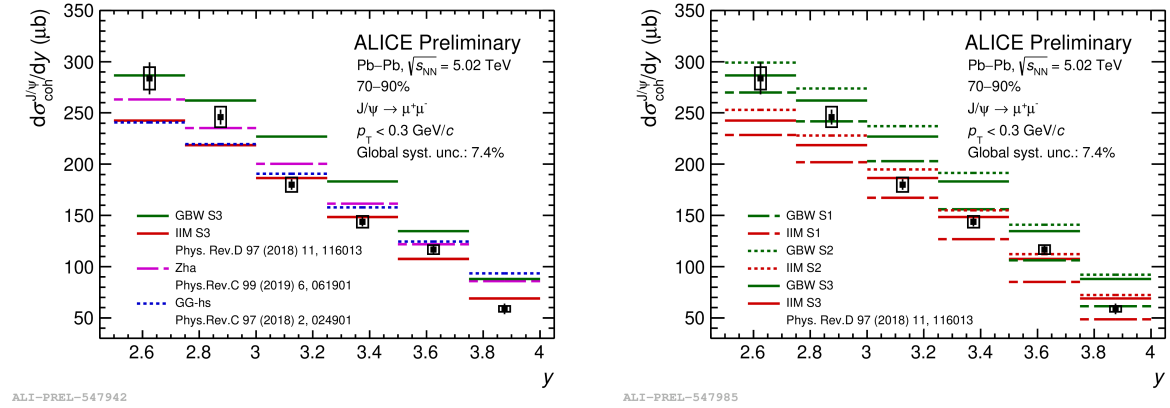 dσ^{J/ψ}_{coh}/dy (μb)
350
300
250
200
150
100
50
ALICE Preliminary
Pb−Pb, √s_{NN} = 5.02 TeV
70−90%
J/ψ → μ⁺μ⁻
p_T < 0.3 GeV/c
Global syst. unc.: 7.4%
GBW S3
IIM S3
Phys. Rev.D 97 (2018) 11, 116013
Zha
Phys.Rev.C 99 (2019) 6, 061901
GG-hs
Phys.Rev.C 97 (2018) 2, 024901
2.6 2.8 3 3.2 3.4 3.6 3.8 4
y
ALI−PREL−547942
dσ^{J/ψ}_{coh}/dy (μb)
350
300
250
200
150
100
50
ALICE Preliminary
Pb−Pb, √s_{NN} = 5.02 TeV
70−90%
J/ψ → μ⁺μ⁻
p_T < 0.3 GeV/c
Global syst. unc.: 7.4%
GBW S1
IIM S1
GBW S2
IIM S2
GBW S3
IIM S3
Phys. Rev.D 97 (2018) 11, 116013
2.6 2.8 3 3.2 3.4 3.6 3.8 4
y
ALI−PREL−547985